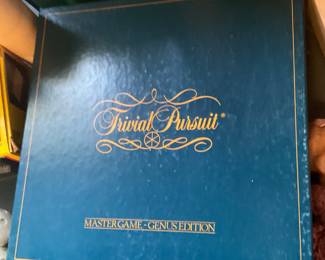 Trivial Pursuit®
MASTER GAME - GENUS EDITION